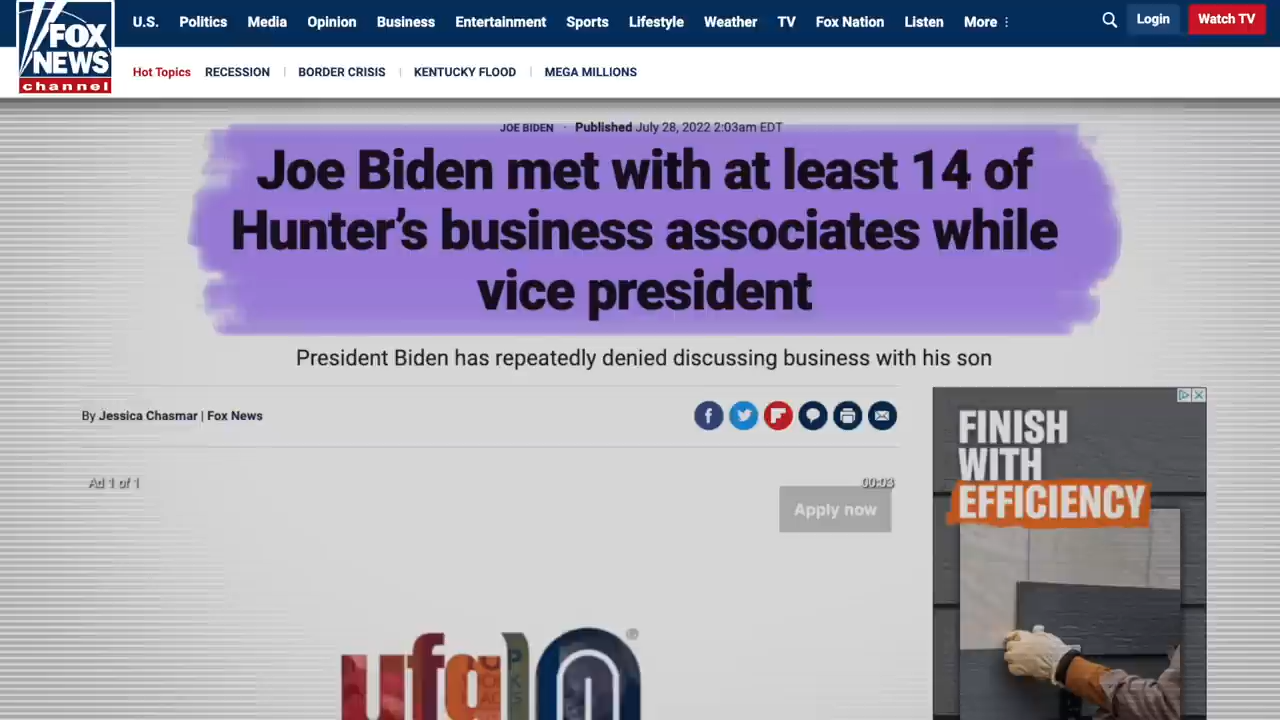 U.S. Politics Media Opinion Business Entertainment Sports Lifestyle Weather TV Fox Nation Listen More Login Watch TV
FOX
NEWS
channel
Hot Topics RECESSION BORDER CRISIS KENTUCKY FLOOD MEGA MILLIONS
JOE BIDEN · Published July 28, 2022 2:03am EDT
Joe Biden met with at least 14 of
Hunter’s business associates while
vice president
President Biden has repeatedly denied discussing business with his son
By Jessica Chasmar | Fox News
Ad 1 of 1
00:03
Apply now
FINISH
WITH
EFFICIENCY